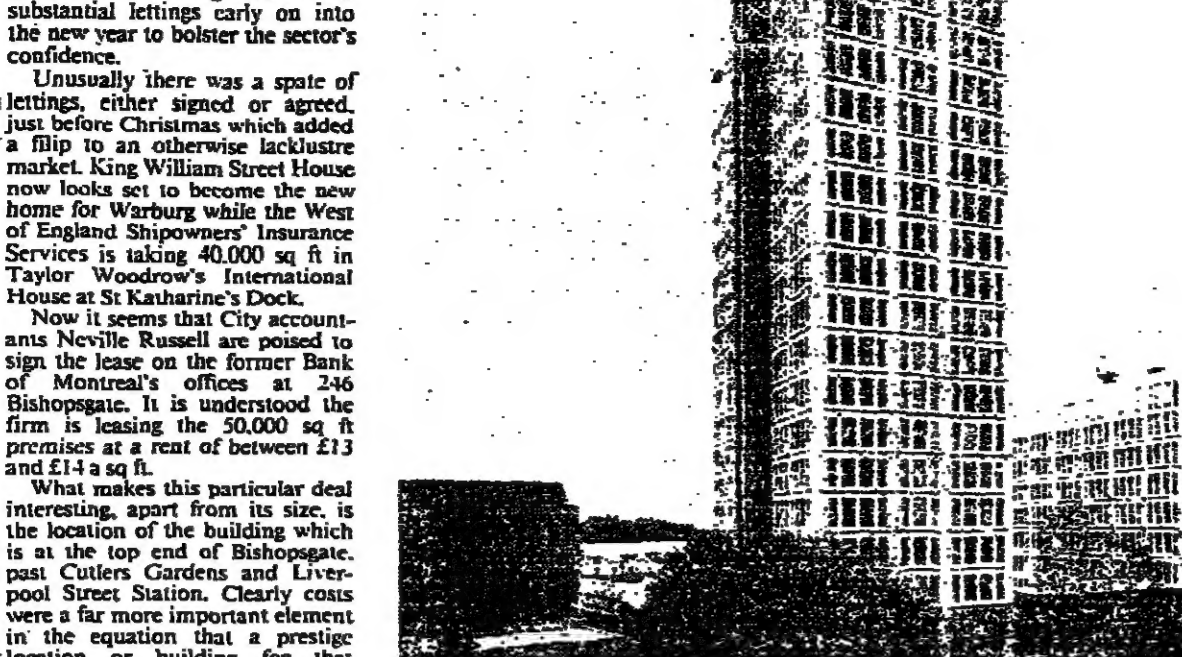 substantial lettings early on into
the new year to bolster the sector's
confidence.
Unusually there was a spate of
lettings, either signed or agreed,
just before Christmas which added
a fillip to an otherwise lacklustre
market. King William Street House
now looks set to become the new
home for Warburg while the West
of England Shipowners' Insurance
Services is taking 40,000 sq ft in
Taylor Woodrow's International
House at St Katharine's Dock.
Now it seems that City account-
ants Neville Russell are poised to
sign the lease on the former Bank
of Montreal's offices at 246
Bishopsgate. It is understood the
firm is leasing the 50,000 sq ft
premises at a rent of between £13
and £14 a sq ft.
What makes this particular deal
interesting, apart from its size, is
the location of the building which
is at the top end of Bishopsgate,
past Cutlers Gardens and Liver-
pool Street Station. Clearly costs
were a far more important element
in the equation that a prestige
location or building for that